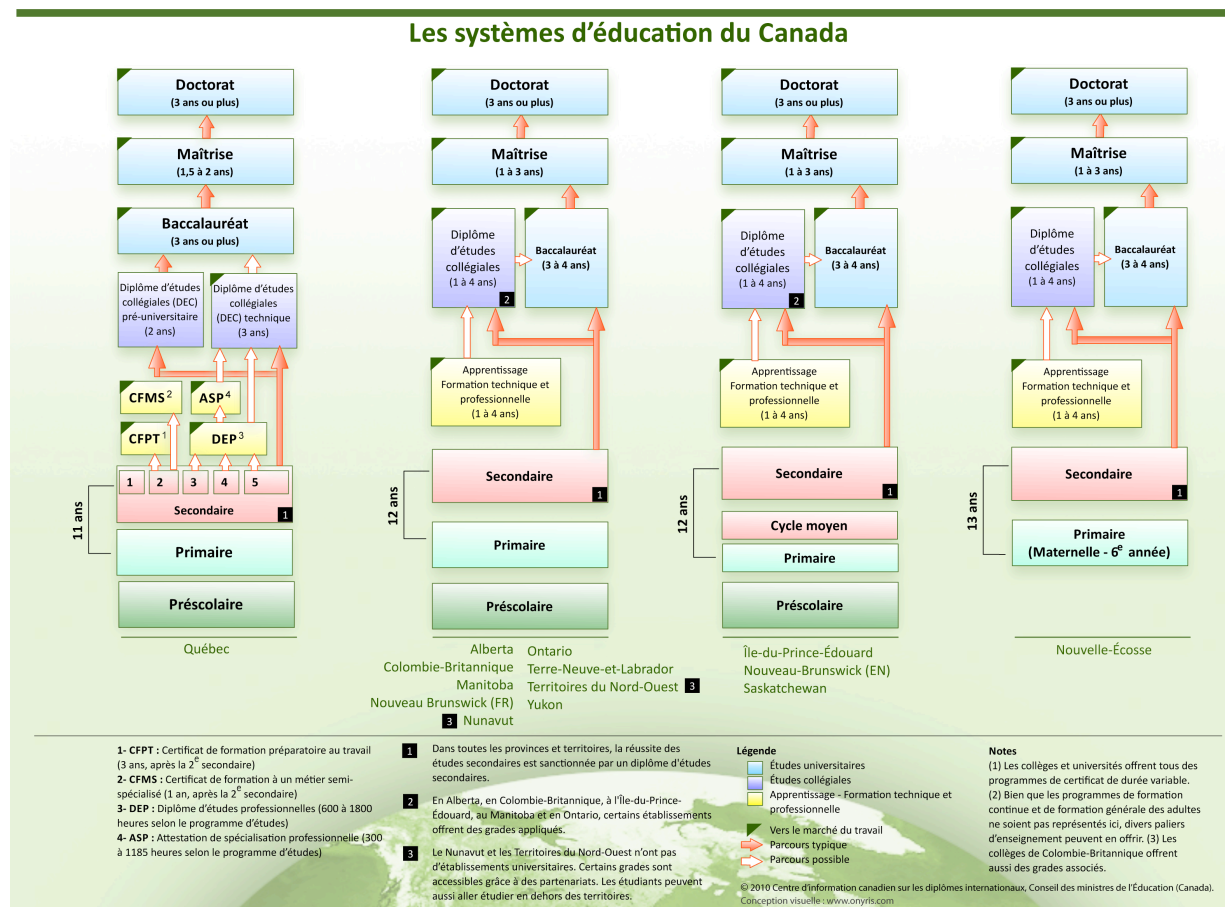 Les systèmes d'éducation du Canada
Doctorat
(3 ans ou plus)
Maîtrise
(1,5 à 2 ans)
Baccalauréat
(3 ans ou plus)
Diplôme d'études
collégiales (DEC)
pré-universitaire
(2 ans)
Diplôme d'études
collégiales
(DEC) technique
(3 ans)
CFMS 2
ASP 4
CFPT 1
DEP 3
1 2 3 4 5
Secondaire
1
11 ans
Primaire
Préscolaire
Québec
Doctorat
(3 ans ou plus)
Maîtrise
(1 à 3 ans)
Diplôme
d'études
collégiales
(1 à 4 ans)
2
Baccalauréat
(3 à 4 ans)
Apprentissage
Formation technique et
professionnelle
(1 à 4 ans)
Secondaire
1
12 ans
Primaire
Préscolaire
Alberta
Colombie-Britannique
Manitoba
Nouveau Brunswick (FR)
3 Nunavut
Ontario
Terre-Neuve-et-Labrador
Territoires du Nord-Ouest 3
Yukon
Doctorat
(3 ans ou plus)
Maîtrise
(1 à 3 ans)
Diplôme
d'études
collégiales
(1 à 4 ans)
2
Baccalauréat
(3 à 4 ans)
Apprentissage
Formation technique et
professionnelle
(1 à 4 ans)
Secondaire
1
12 ans
Cycle moyen
Primaire
Préscolaire
Île-du-Prince-Édouard
Nouveau-Brunswick (EN)
Saskatchewan
Doctorat
(3 ans ou plus)
Maîtrise
(1 à 3 ans)
Diplôme
d'études
collégiales
(1 à 4 ans)
Baccalauréat
(3 à 4 ans)
Apprentissage
Formation technique et
professionnelle
(1 à 4 ans)
Secondaire
1
13 ans
Primaire
(Maternelle - 6e année)
Nouvelle-Écosse
1- CFPT : Certificat de formation préparatoire au travail
(3 ans, après la 2e secondaire)
2- CFMS : Certificat de formation à un métier semi-
spécialisé (1 an, après la 2e secondaire)
3- DEP : Diplôme d'études professionnelles (600 à 1800
heures selon le programme d'études)
4- ASP : Attestation de spécialisation professionnelle (300
à 1185 heures selon le programme d'études)
1 Dans toutes les provinces et territoires, la réussite des
études secondaires est sanctionnée par un diplôme d'études
secondaires.
2 En Alberta, en Colombie-Britannique, à l'Île-du-Prince-
Édouard, au Manitoba et en Ontario, certains établissements
offrent des grades appliqués.
3 Le Nunavut et les Territoires du Nord-Ouest n'ont pas
d'établissements universitaires. Certains grades sont
accessibles grâce à des partenariats. Les étudiants peuvent
aussi aller étudier en dehors des territoires.
Légende
Études universitaires
Études collégiales
Apprentissage - Formation technique et
professionnelle
Vers le marché du travail
Parcours typique
Parcours possible
Notes
(1) Les collèges et universités offrent tous des
programmes de certificat de durée variable.
(2) Bien que les programmes de formation
continue et de formation générale des adultes
ne soient pas représentés ici, divers paliers
d'enseignement peuvent en offrir. (3) Les
collèges de Colombie-Britannique offrent
aussi des grades associés.
© 2010 Centre d'information canadien sur les diplômes internationaux, Conseil des ministres de l'Éducation (Canada).
Conception visuelle : www.onyris.com